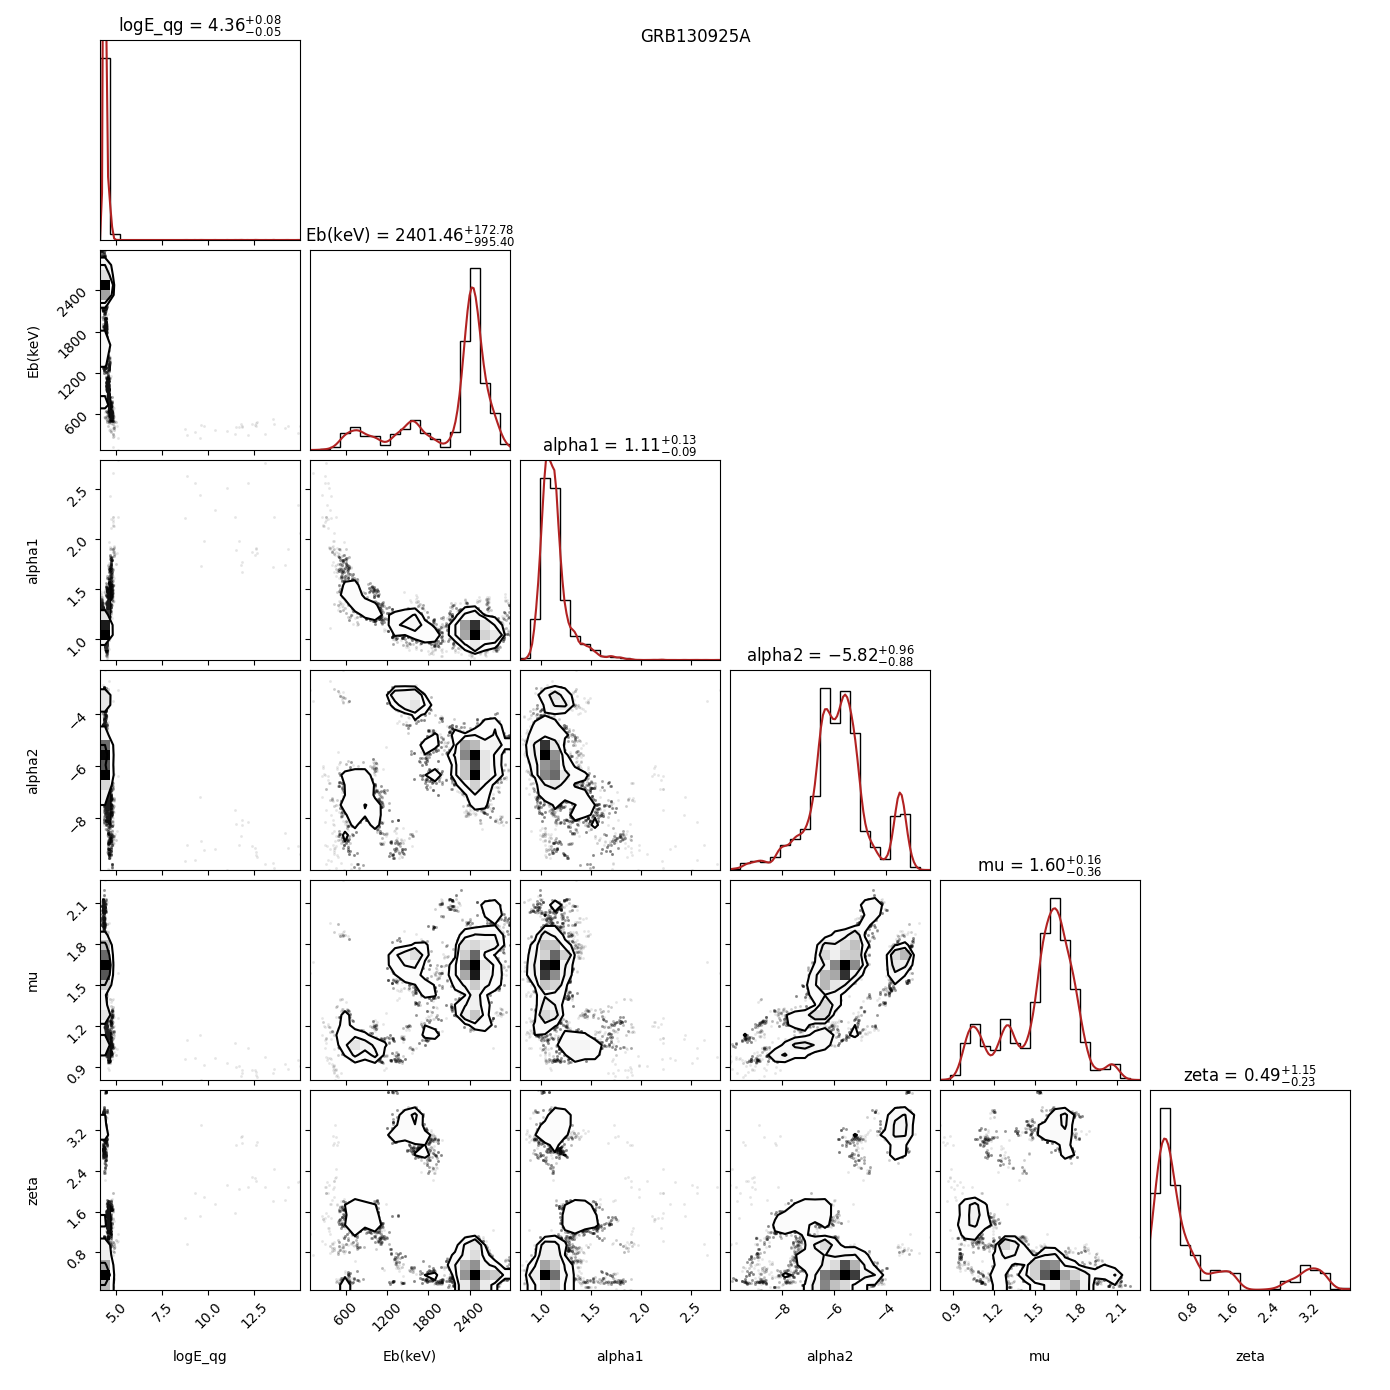 logE_qg = 4.36+0.08−0.05
GRB130925A
Eb(keV) = 2401.46+172.78−995.40
2400
1800
1200
600
Eb(keV)
alpha1 = 1.11+0.13−0.09
2.5
2.0
1.5
1.0
alpha1
alpha2 = −5.82+0.96−0.88
−4
−6
−8
alpha2
mu = 1.60+0.16−0.36
2.1
1.8
1.5
1.2
0.9
mu
zeta = 0.49+1.15−0.23
3.2
2.4
1.6
0.8
zeta
5.0 7.5 10.0 12.5 600 1200 1800 2400 1.0 1.5 2.0 2.5 −8 −6 −4 0.9 1.2 1.5 1.8 2.1 0.8 1.6 2.4 3.2
logE_qg Eb(keV) alpha1 alpha2 mu zeta